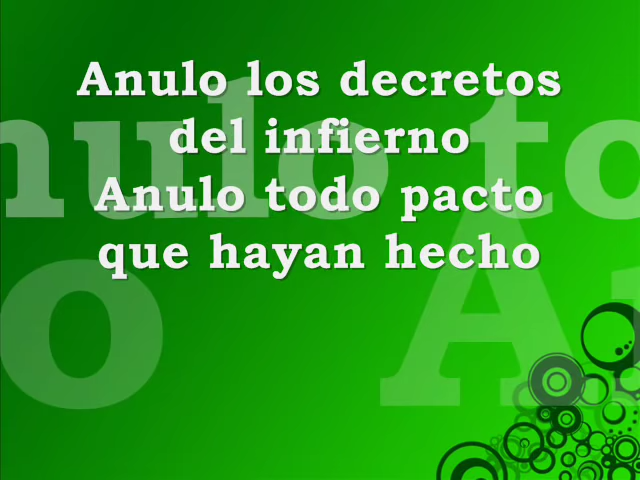 Anulo los decretos
del infierno
Anulo todo pacto
que hayan hecho